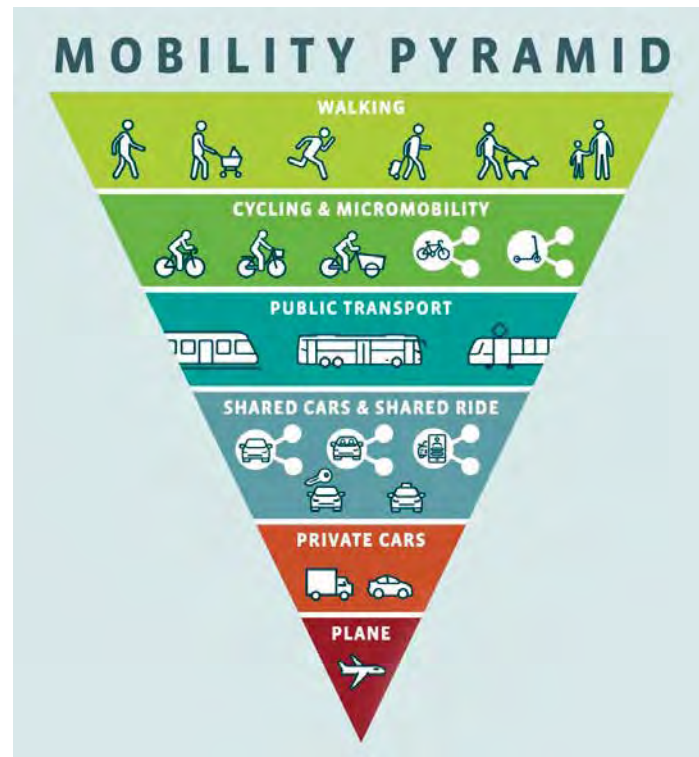 MOBILITY PYRAMID
WALKING
CYCLING & MICROMOBILITY
PUBLIC TRANSPORT
SHARED CARS & SHARED RIDE
PRIVATE CARS
PLANE